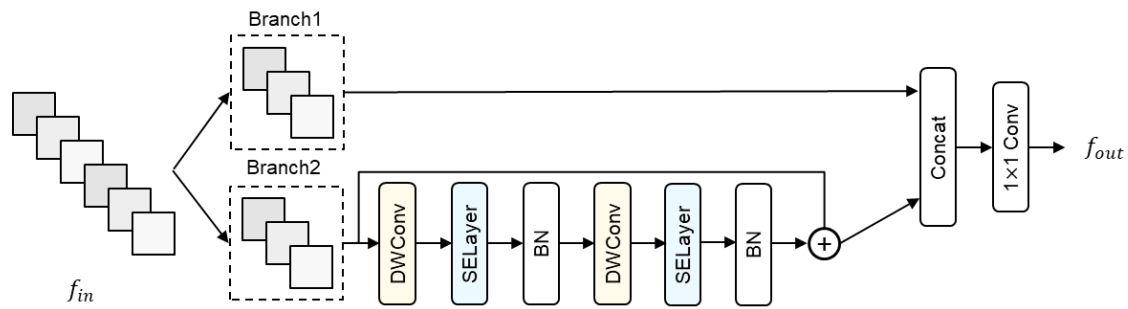 Branch1
Branch2
f_in
DWConv
SELayer
BN
DWConv
SELayer
BN
+
Concat
1×1 Conv
f_out